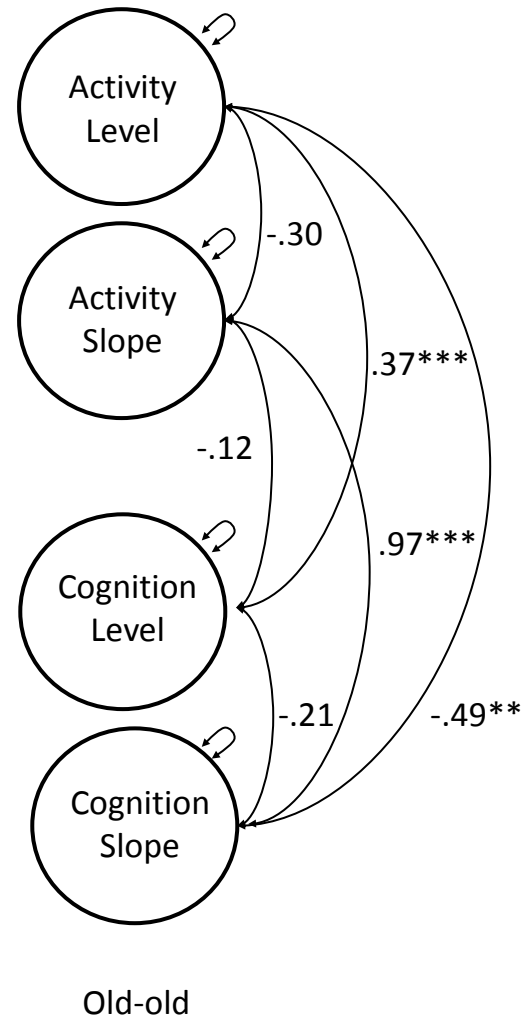 Activity
Level
-.30
Activity
Slope
.37***
-.12
.97***
Cognition
Level
-.21
-.49**
Cognition
Slope
Old-old